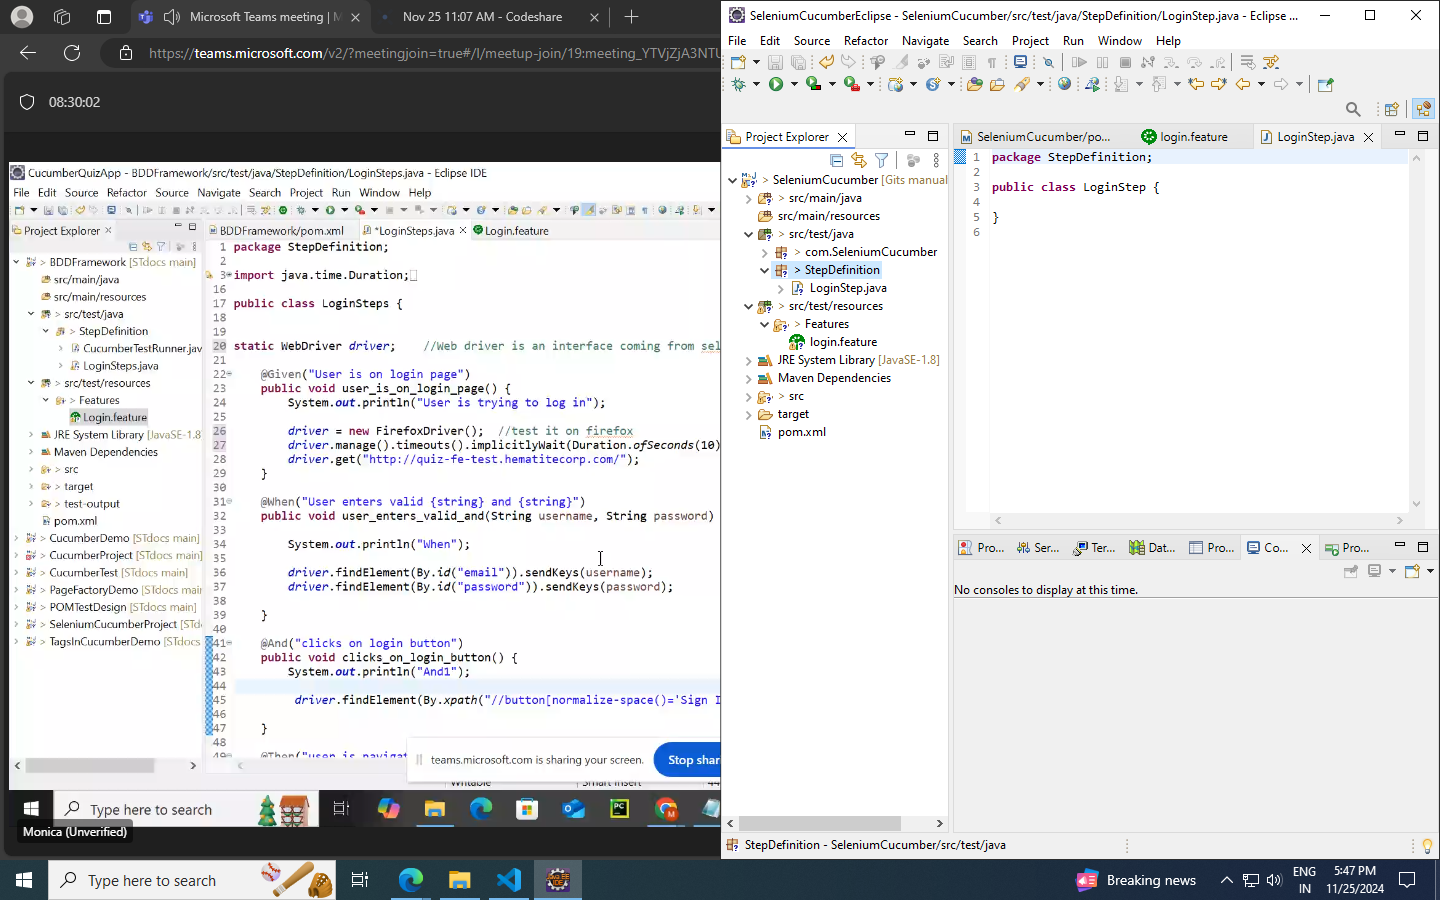 Microsoft Teams meeting | M
Nov 25 11:07 AM - Codeshare
https://teams.microsoft.com/v2/?meetingjoin=true#/l/meetup-join/19:meeting_YTVjZjA3NTU
08:30:02
CucumberQuizApp - BDDFramework/src/test/java/StepDefinition/LoginSteps.java - Eclipse IDE
File Edit Source Refactor Source Navigate Search Project Run Window Help
Project Explorer
BDDFramework [STdocs main]
src/main/java
src/main/resources
src/test/java
StepDefinition
CucumberTestRunner.jav
LoginSteps.java
src/test/resources
Features
Login.feature
JRE System Library [JavaSE-1.8
Maven Dependencies
src
target
test-output
pom.xml
CucumberDemo [STdocs main]
CucumberProject [STdocs main]
CucumberTest [STdocs main]
PageFactoryDemo [STdocs main]
POMTestDesign [STdocs main]
SeleniumCucumberProject [STd
TagsInCucumberDemo [STdocs
BDDFramework/pom.xml
*LoginSteps.java
Login.feature
1 package StepDefinition;
2
3 import java.time.Duration;
16
17 public class LoginSteps {
18
19
20 static WebDriver driver; //Web driver is an interface coming from sel
21
22 @Given("User is on login page")
23 public void user_is_on_login_page() {
24 System.out.println("User is trying to log in");
25
26 driver = new FirefoxDriver(); //test it on firefox
27 driver.manage().timeouts().implicitlyWait(Duration.ofSeconds(10)
28 driver.get("http://quiz-fe-test.hematitecorp.com/");
29 }
30
31 @When("User enters valid {string} and {string}")
32 public void user_enters_valid_and(String username, String password)
33
34 System.out.println("When");
35
36 driver.findElement(By.id("email")).sendKeys(username);
37 driver.findElement(By.id("password")).sendKeys(password);
38
39 }
40
41 @And("clicks on login button")
42 public void clicks_on_login_button() {
43 System.out.println("And1");
44
45 driver.findElement(By.xpath("//button[normalize-space()='Sign I
46
47 }
48
49 @Then("user is navigat
teams.microsoft.com is sharing your screen.
Stop shar
Writable
Smart Insert
44
Type here to search
Monica (Unverified)
SeleniumCucumberEclipse - SeleniumCucumber/src/test/java/StepDefinition/LoginStep.java - Eclipse ...
File Edit Source Refactor Navigate Search Project Run Window Help
Project Explorer
> SeleniumCucumber [Gits manual
> src/main/java
src/main/resources
> src/test/java
> com.SeleniumCucumber
> StepDefinition
LoginStep.java
> src/test/resources
> Features
login.feature
JRE System Library [JavaSE-1.8]
Maven Dependencies
> src
target
pom.xml
SeleniumCucumber/po...
login.feature
LoginStep.java
1 package StepDefinition;
2
3 public class LoginStep {
4
5 }
6
Pro...
Ser...
Ter...
Dat...
Pro...
Co...
Pro...
No consoles to display at this time.
StepDefinition - SeleniumCucumber/src/test/java
Type here to search
Breaking news
ENG
IN
5:47 PM
11/25/2024